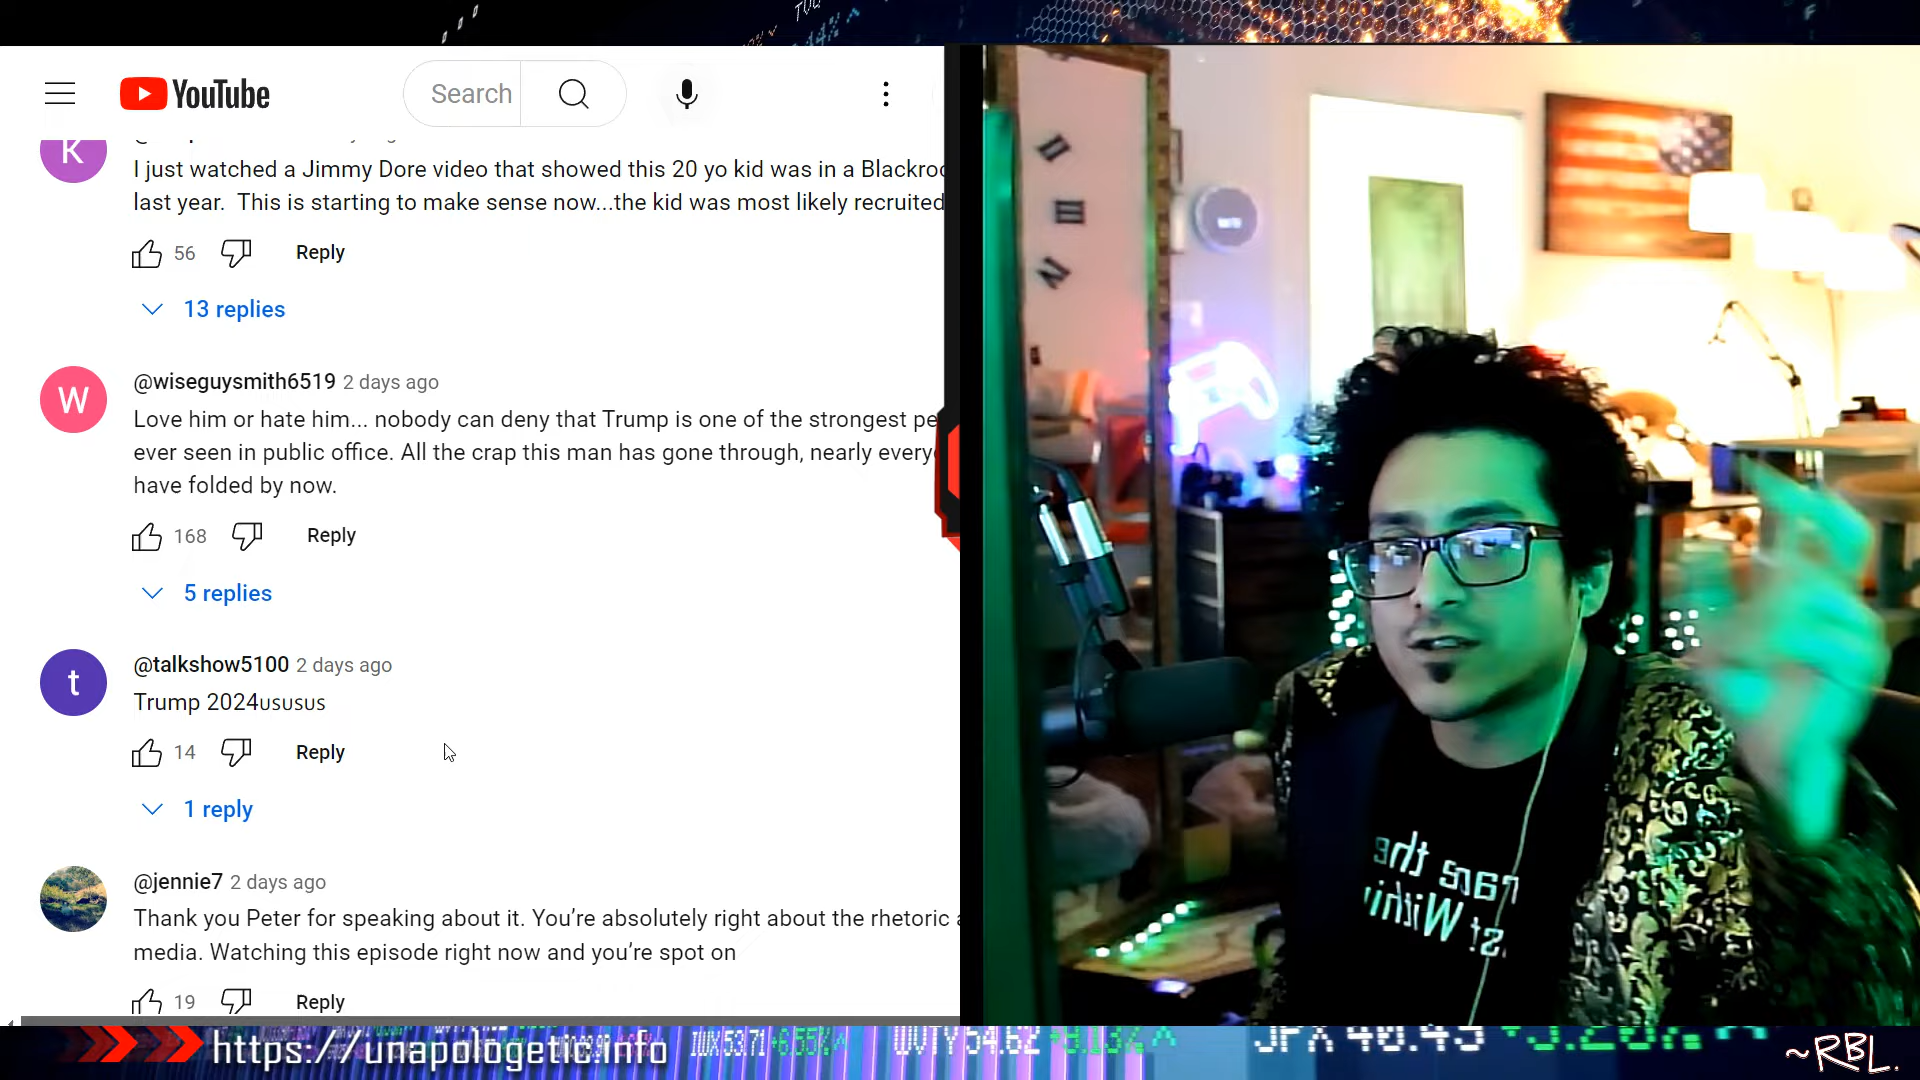 YouTube
Search
K
I just watched a Jimmy Dore video that showed this 20 yo kid was in a
last year. This is starting to make sense now...the kid was most likely recruited
56
Reply
13 replies
W
@wiseguysmith6519 2 days ago
Love him or hate him... nobody can deny that Trump is one of the strongest
ever seen in public office. All the crap this man has gone through, nearly
have folded by now.
168
Reply
5 replies
t
@talkshow5100 2 days ago
Trump 2024ususus
14
Reply
1 reply
@jennie7 2 days ago
Thank you Peter for speaking about it. You're absolutely right about the rhetoric
media. Watching this episode right now and you're spot on
19
Reply
https://unapologetic.info
~RBL.